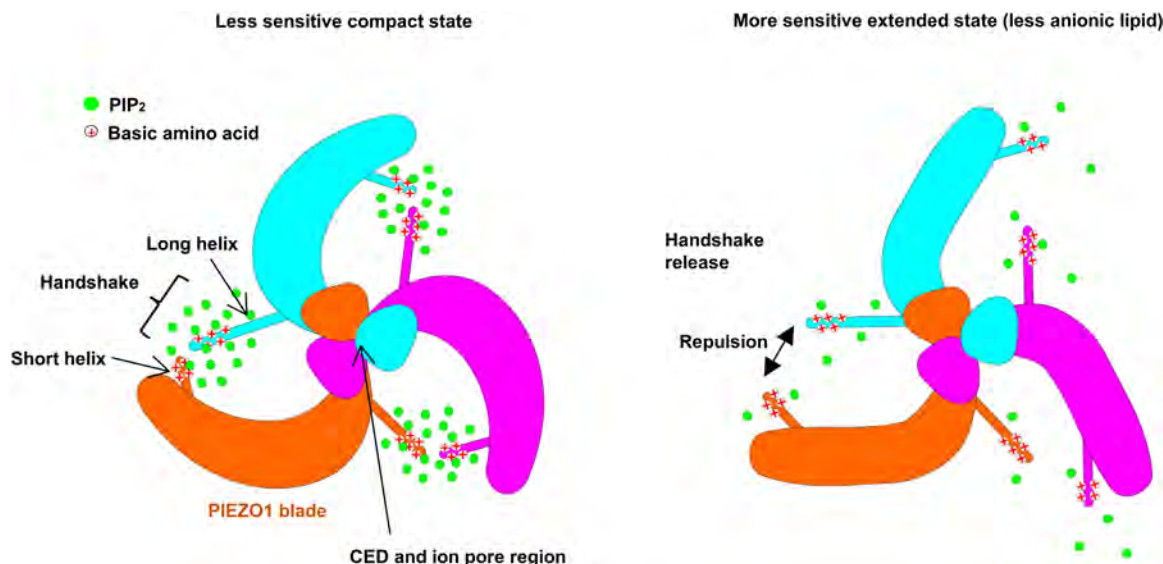 Less sensitive compact state
More sensitive extended state (less anionic lipid)
PIP₂
Basic amino acid
Long helix
Handshake
Short helix
PIEZO1 blade
CED and ion pore region
Handshake
release
Repulsion